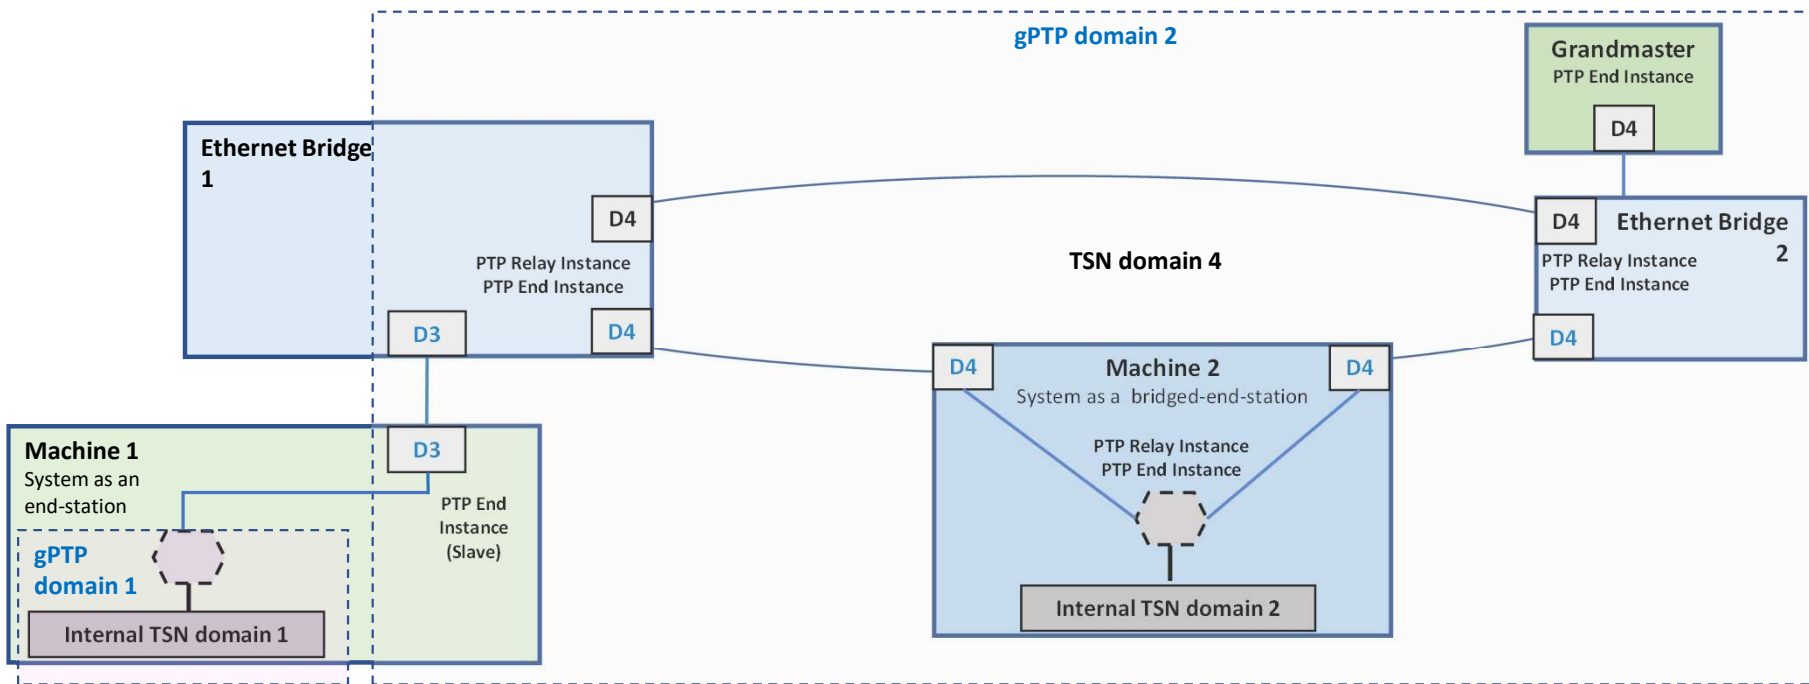 gPTP domain 2
Grandmaster
PTP End Instance
D4
Ethernet Bridge
1
D4
PTP Relay Instance
PTP End Instance
D3
D4
TSN domain 4
D4
Ethernet Bridge
2
PTP Relay Instance
PTP End Instance
D4
D4
Machine 2
D4
System as a bridged-end-station
PTP Relay Instance
PTP End Instance
Internal TSN domain 2
Machine 1
System as an
end-station
D3
PTP End
Instance
(Slave)
gPTP
domain 1
Internal TSN domain 1